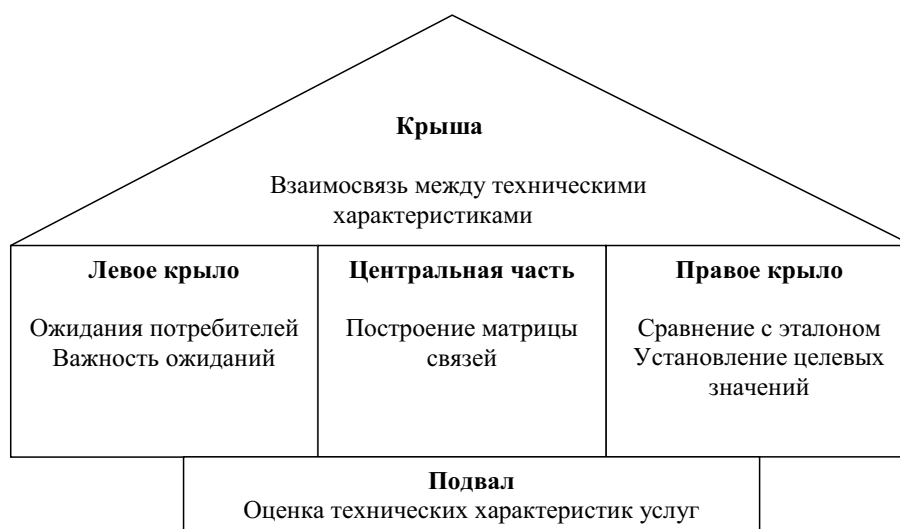 Крыша
Взаимосвязь между техническими
характеристиками
Левое крыло
Ожидания потребителей
Важность ожиданий
Центральная часть
Построение матрицы
связей
Правое крыло
Сравнение с эталоном
Установление целевых
значений
Подвал
Оценка технических характеристик услуг